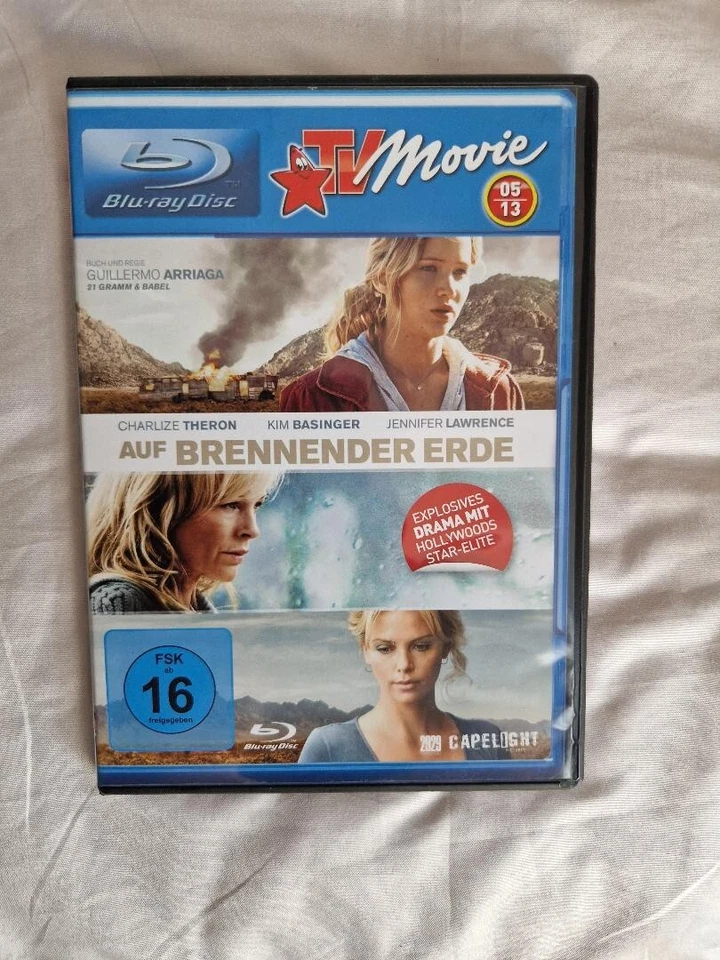 Blu-ray Disc
TM
TV Movie
05
13
BUCH UND REGIE
GUILLERMO ARRIAGA
21 GRAMM & BABEL
CHARLIZE THERON KIM BASINGER JENNIFER LAWRENCE
AUF BRENNENDER ERDE
EXPLOSIVES
DRAMA MIT
HOLLYWOODS
STAR-ELITE
FSK
ab
16
freigegeben
Blu-ray Disc
2929 CAPELIGHT